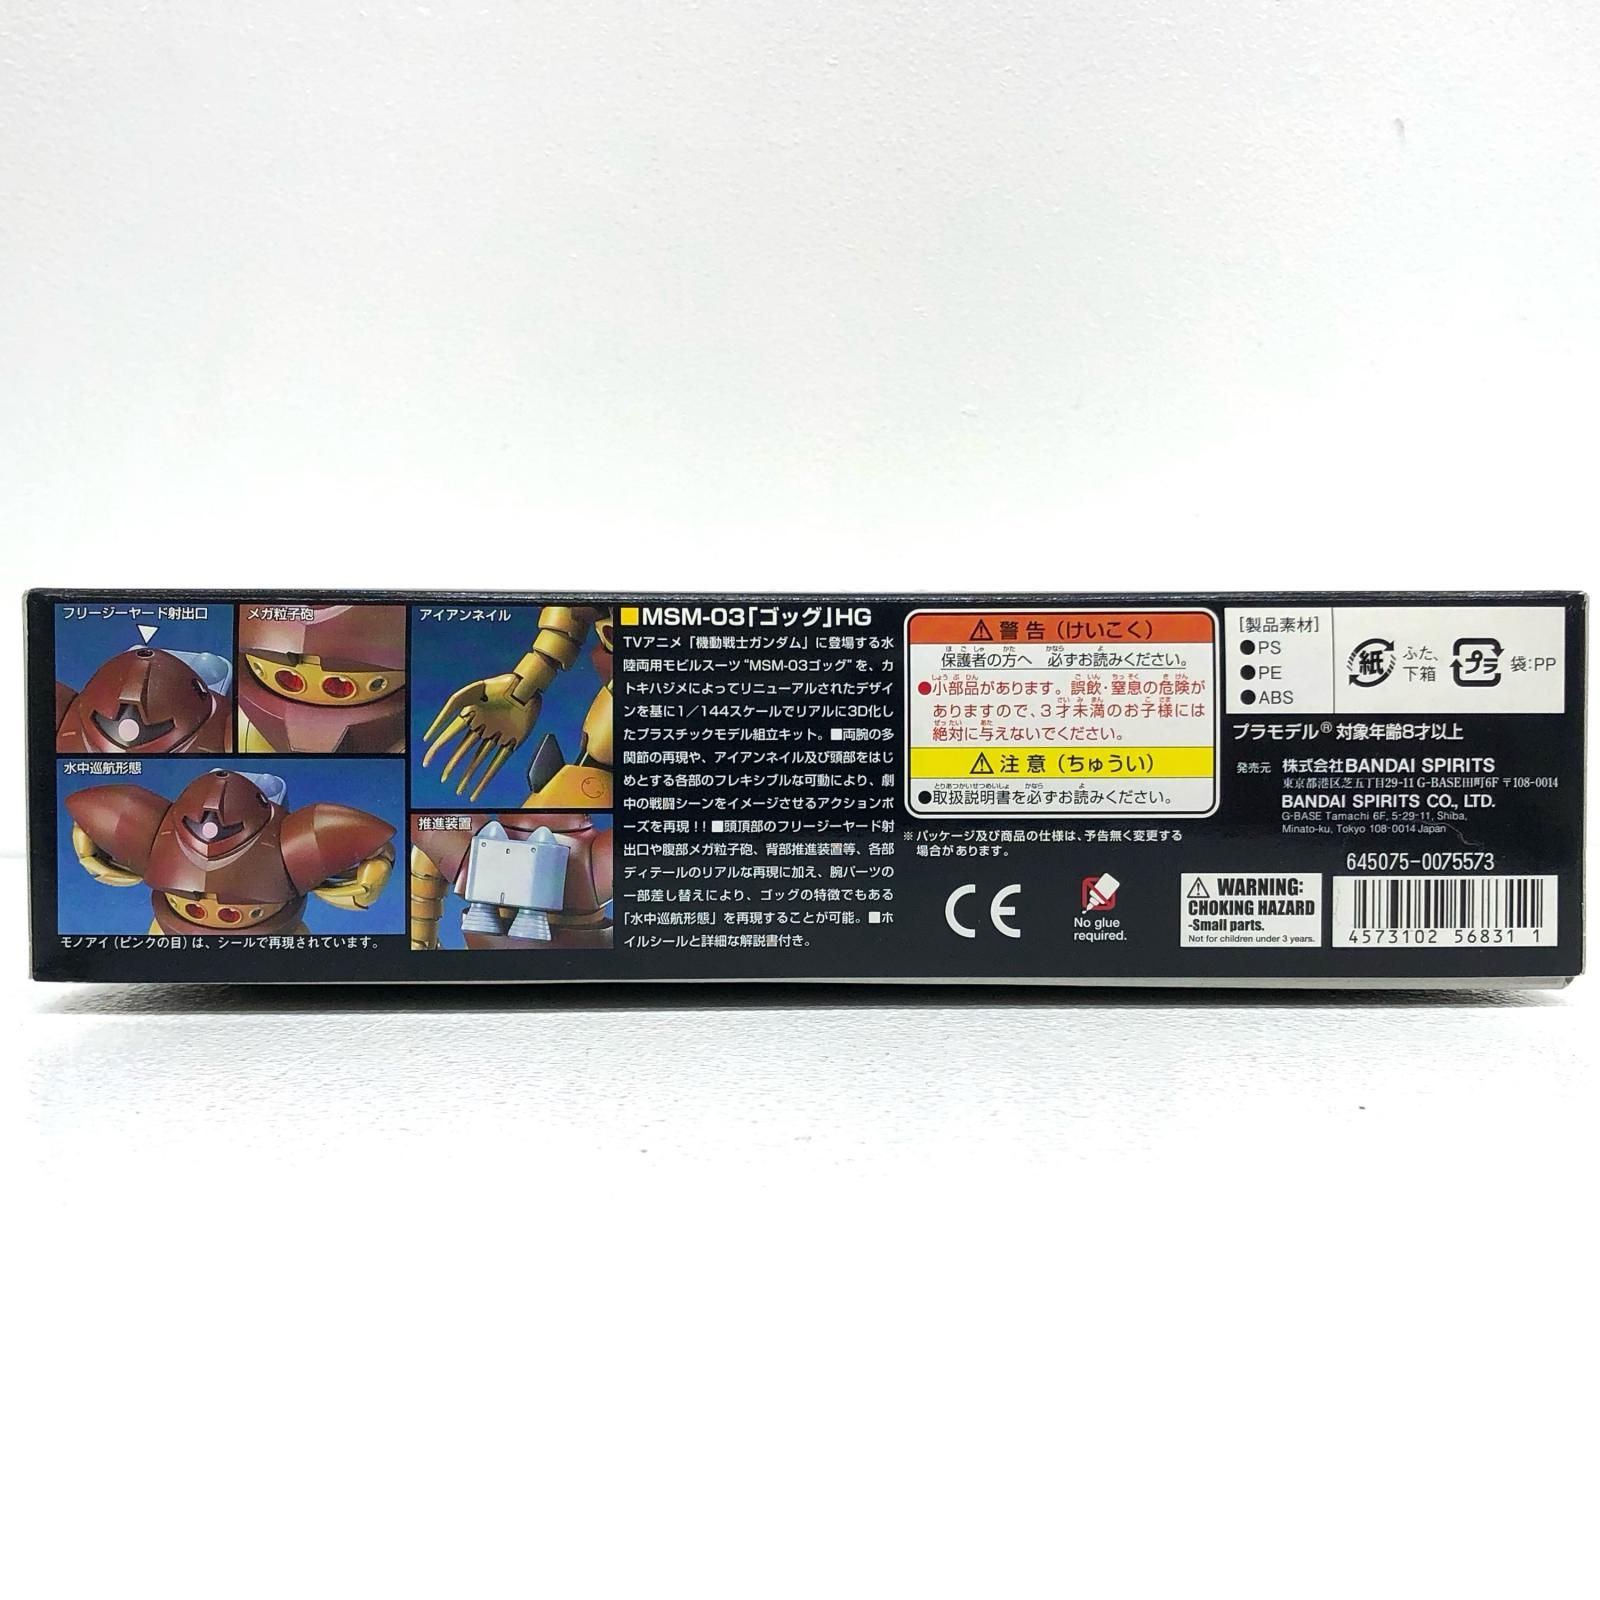 フリージーヤード射出口
メガ粒子砲
アイアンネイル
水中巡航形態
推進装置
モノアイ(ピンクの目)は、シールで再現されています。
■MSM-03「ゴッグ」HG
TVアニメ「機動戦士ガンダム」に登場する水
陸両用モビルスーツ“MSM-03ゴッグ”を、カ
トキハジメによってリニューアルされたデザイ
ンを基に1/144スケールでリアルに3D化し
たプラスチックモデル組立キット。■両腕の多
関節の再現や、アイアンネイル及び頭部をはじ
めとする各部のフレキシブルな可動により、劇
中の戦闘シーンをイメージさせるアクションポ
ーズを再現!!■頭頂部のフリージーヤード射
出口や腹部メガ粒子砲、背部推進装置等、各部
ディテールのリアルな再現に加え、腕パーツの
一部差し替えにより、ゴッグの特徴でもある
「水中巡航形態」を再現することが可能。■ホ
イルシールと詳細な解説書付き。
⚠警告(けいこく)
保護者の方へ 必ずお読みください。
●小部品があります。誤飲・窒息の危険が
ありますので、3才未満のお子様には
絶対に与えないでください。
⚠注意(ちゅうい)
●取扱説明書を必ずお読みください。
※パッケージ及び商品の仕様は、予告無く変更する
場合があります。
CE
No glue
required.
[製品素材]
●PS
●PE
●ABS
紙
ふた、
下箱
プラ
袋:PP
プラモデル® 対象年齢8才以上
発売元 株式会社BANDAI SPIRITS
東京都港区芝五丁目29-11 G-BASE田町6F 〒108-0014
BANDAI SPIRITS CO., LTD.
G-BASE Tamachi 6F, 5-29-11, Shiba,
Minato-ku, Tokyo 108-0014 Japan
645075-0075573
⚠WARNING:
CHOKING HAZARD
-Small parts.
Not for children under 3 years.
4573102 56831 1